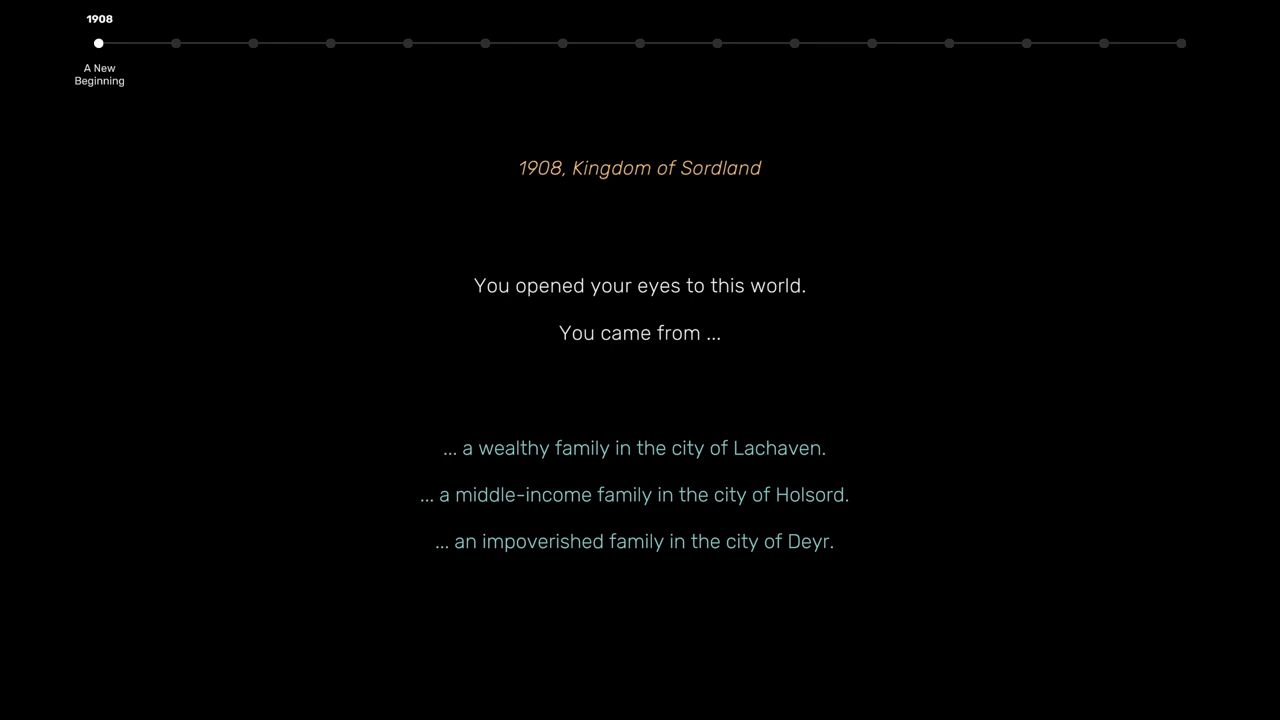 1908
A New
Beginning
1908, Kingdom of Sordland
You opened your eyes to this world.
You came from ...
... a wealthy family in the city of Lachaven.
... a middle-income family in the city of Holsord.
... an impoverished family in the city of Deyr.